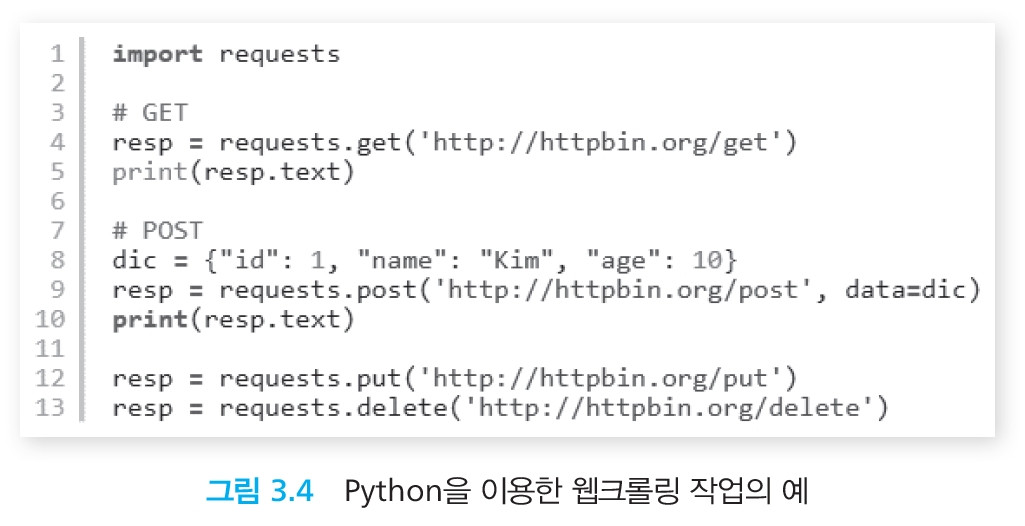 1 import requests
2
3 # GET
4 resp = requests.get('http://httpbin.org/get')
5 print(resp.text)
6
7 # POST
8 dic = {"id": 1, "name": "Kim", "age": 10}
9 resp = requests.post('http://httpbin.org/post', data=dic)
10 print(resp.text)
11
12 resp = requests.put('http://httpbin.org/put')
13 resp = requests.delete('http://httpbin.org/delete')
그림 3.4 Python을 이용한 웹크롤링 작업의 예